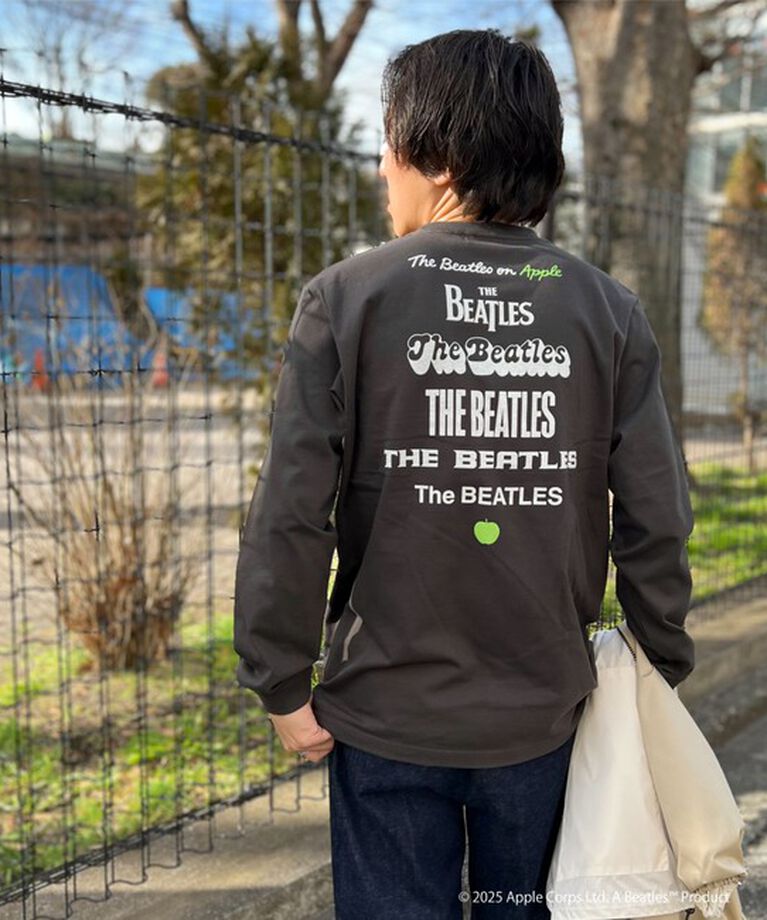 The Beatles on Apple
THE
BEATLES
The Beatles
THE BEATLES
THE BEATLES
The BEATLES
© 2025 Apple Corps Ltd. A Beatles™ Product